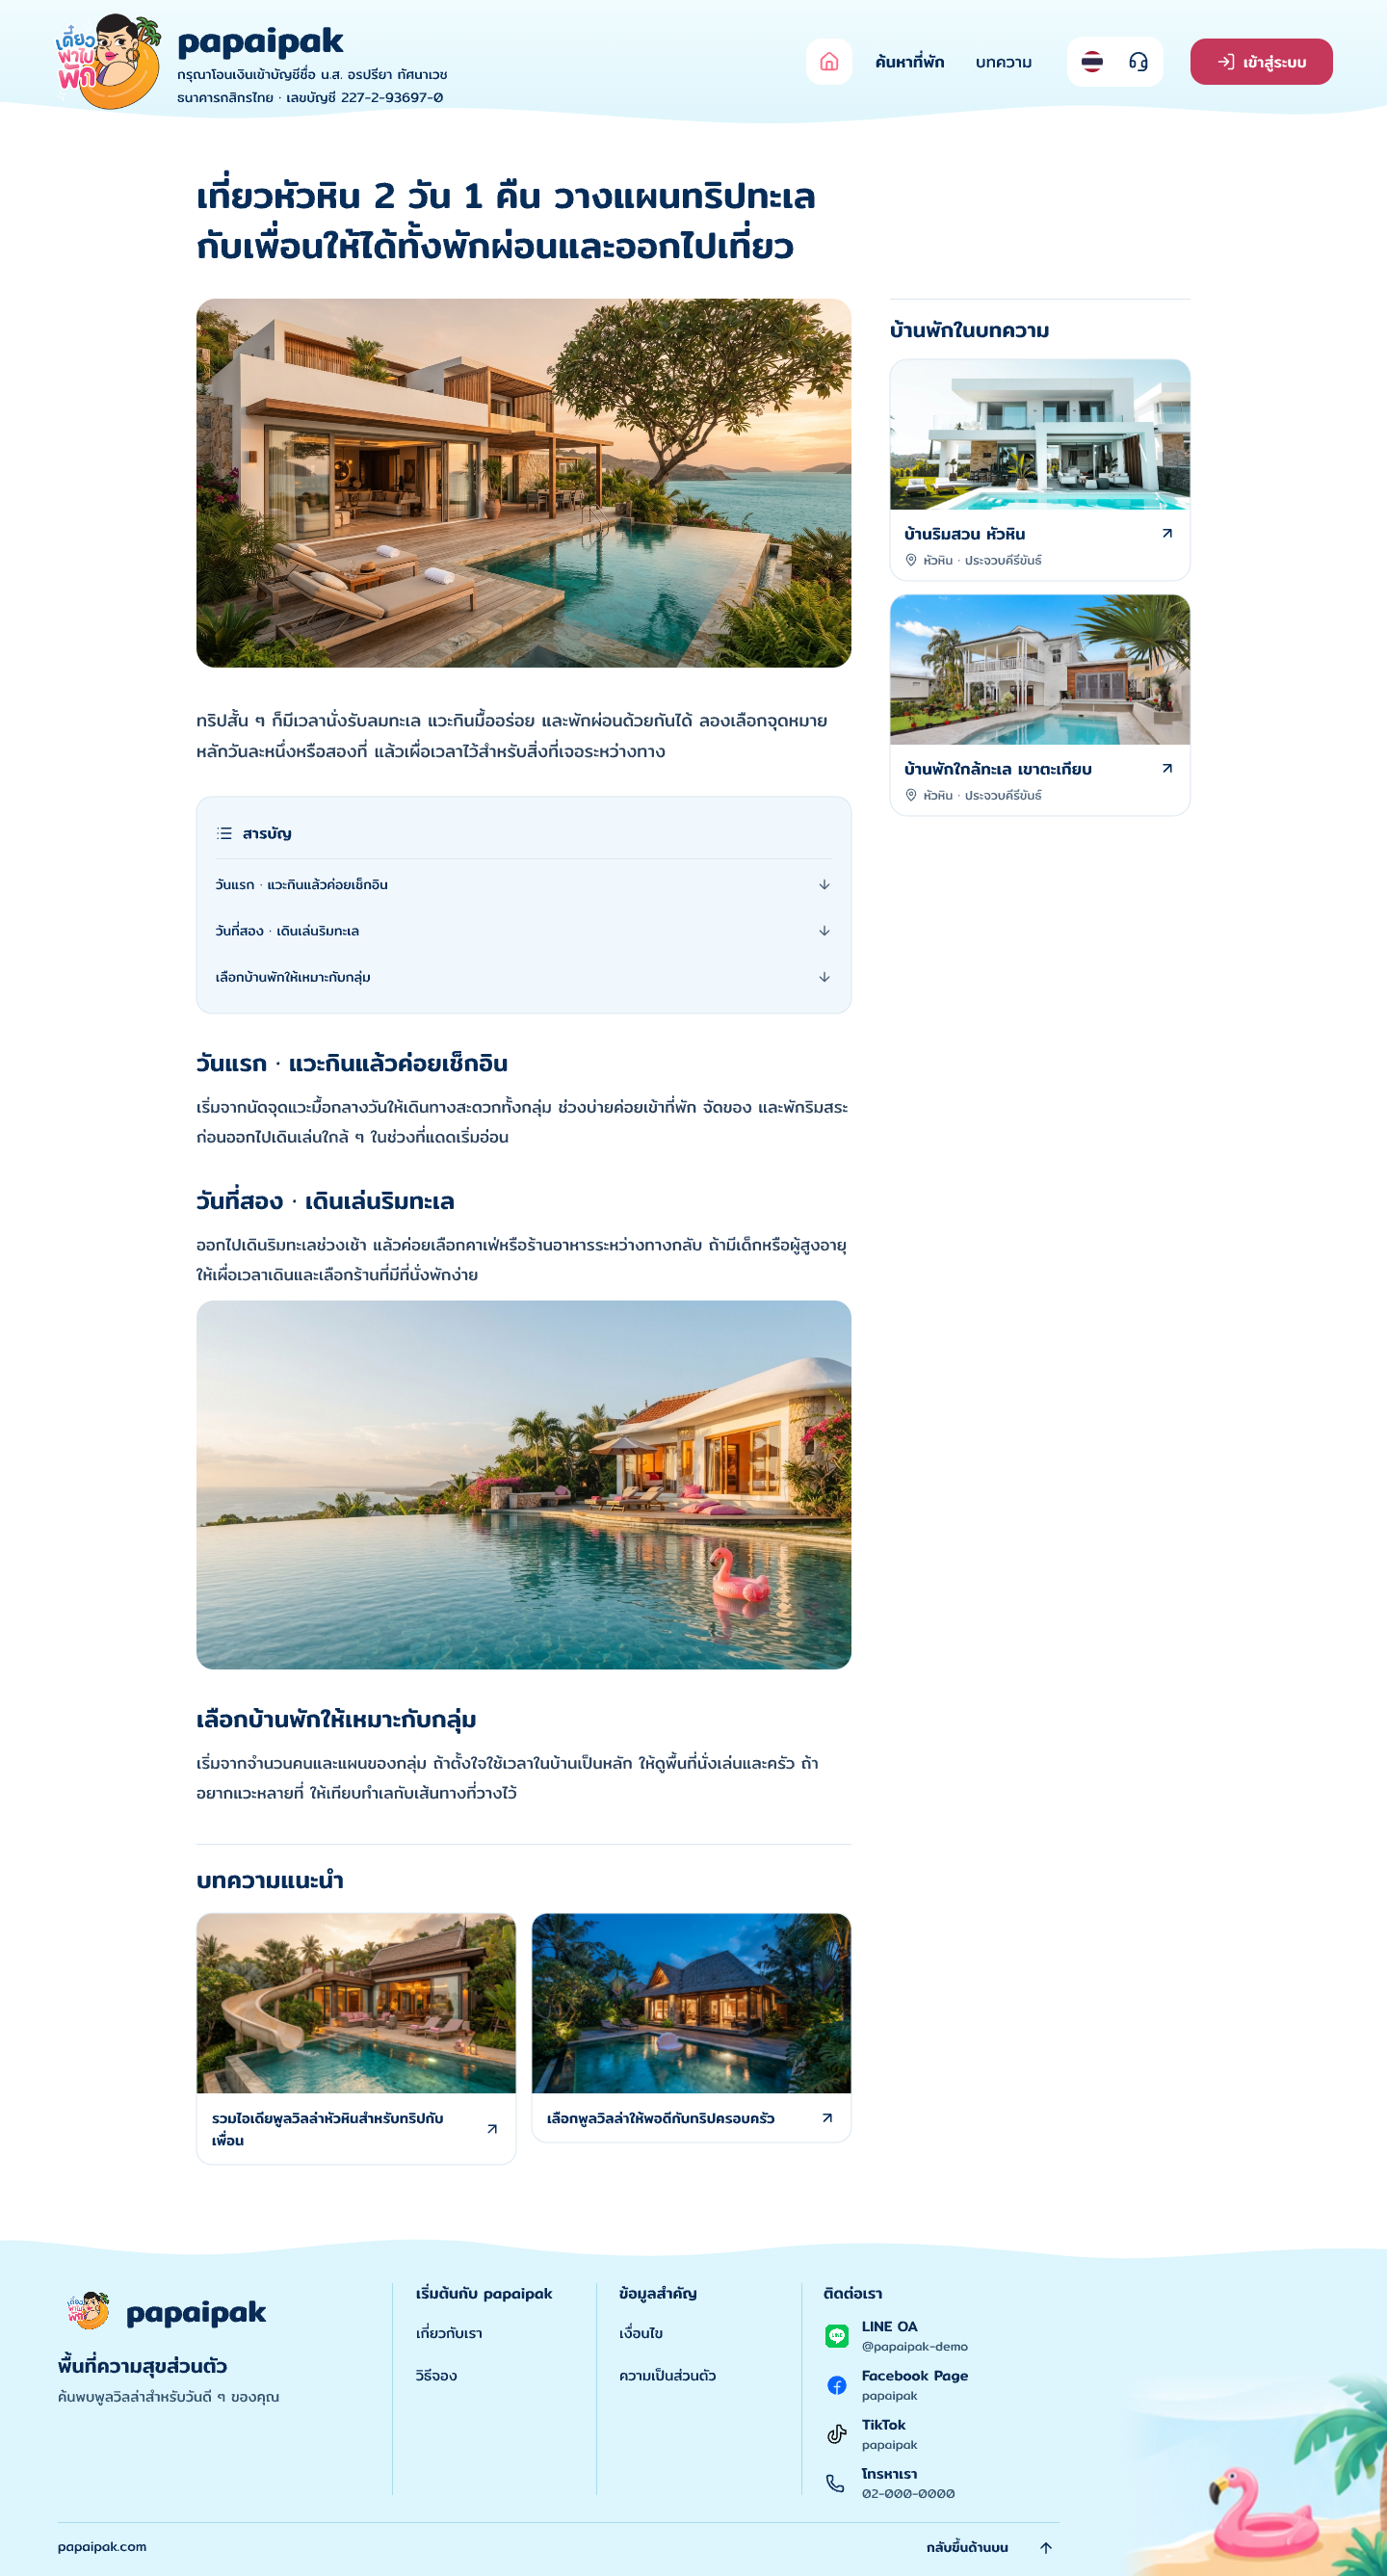 เดี๋ยว
พาไป
พัก
papaipak
กรุณาโอนเงินเข้าบัญชีชื่อ น.ส. อรปรียา ทัศนาเวช
ธนาคารกสิกรไทย · เลขบัญชี 227-2-93697-0
ค้นหาที่พัก
บทความ
เข้าสู่ระบบ
เที่ยวหัวหิน 2 วัน 1 คืน วางแผนทริปทะเล
กับเพื่อนให้ได้ทั้งพักผ่อนและออกไปเที่ยว
ทริปสั้น ๆ ก็มีเวลานั่งรับลมทะเล แวะกินมื้ออร่อย และพักผ่อนด้วยกันได้ ลองเลือกจุดหมาย
หลักวันละหนึ่งหรือสองที่ แล้วเผื่อเวลาไว้สำหรับสิ่งที่เจอระหว่างทาง
สารบัญ
วันแรก · แวะกินแล้วค่อยเช็กอิน
วันที่สอง · เดินเล่นริมทะเล
เลือกบ้านพักให้เหมาะกับกลุ่ม
วันแรก · แวะกินแล้วค่อยเช็กอิน
เริ่มจากนัดจุดแวะมื้อกลางวันให้เดินทางสะดวกทั้งกลุ่ม ช่วงบ่ายค่อยเข้าที่พัก จัดของ และพักริมสระ
ก่อนออกไปเดินเล่นใกล้ ๆ ในช่วงที่แดดเริ่มอ่อน
วันที่สอง · เดินเล่นริมทะเล
ออกไปเดินริมทะเลช่วงเช้า แล้วค่อยเลือกคาเฟ่หรือร้านอาหารระหว่างทางกลับ ถ้ามีเด็กหรือผู้สูงอายุ
ให้เผื่อเวลาเดินและเลือกร้านที่มีที่นั่งพักง่าย
เลือกบ้านพักให้เหมาะกับกลุ่ม
เริ่มจากจำนวนคนและแผนของกลุ่ม ถ้าตั้งใจใช้เวลาในบ้านเป็นหลัก ให้ดูพื้นที่นั่งเล่นและครัว ถ้า
อยากแวะหลายที่ ให้เทียบทำเลกับเส้นทางที่วางไว้
บทความแนะนำ
รวมไอเดียพูลวิลล่าหัวหินสำหรับทริปกับ
เพื่อน
เลือกพูลวิลล่าให้พอดีกับทริปครอบครัว
บ้านพักในบทความ
บ้านริมสวน หัวหิน
หัวหิน · ประจวบคีรีขันธ์
บ้านพักใกล้ทะเล เขาตะเกียบ
หัวหิน · ประจวบคีรีขันธ์
เดี๋ยว
พาไป
พัก
papaipak
พื้นที่ความสุขส่วนตัว
ค้นพบพูลวิลล่าสำหรับวันดี ๆ ของคุณ
เริ่มต้นกับ papaipak
เกี่ยวกับเรา
วิธีจอง
ข้อมูลสำคัญ
เงื่อนไข
ความเป็นส่วนตัว
ติดต่อเรา
LINE
LINE OA
@papaipak-demo
Facebook Page
papaipak
TikTok
papaipak
โทรหาเรา
02-000-0000
papaipak.com
กลับขึ้นด้านบน